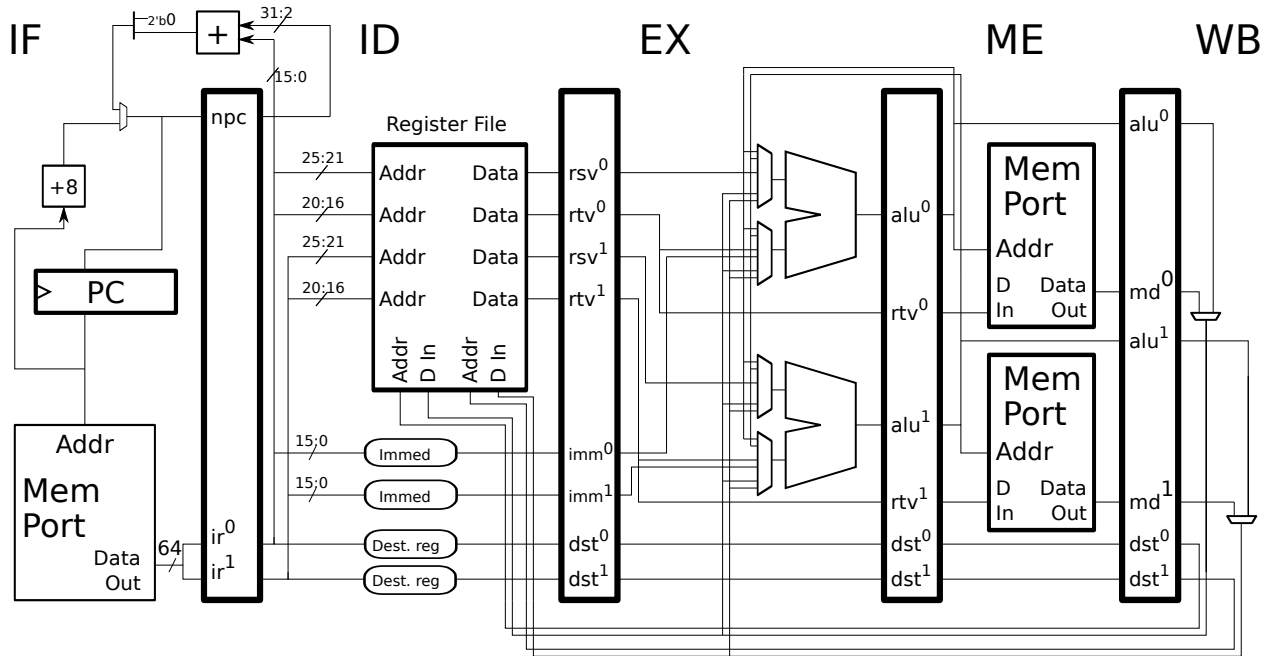 IF
ID
EX
ME
WB
2'b0
+
31:2
15:0
npc
+8
PC
Addr
Mem
Port
Data
Out
64
ir⁰
ir¹
Register File
25:21
Addr
Data
20:16
Addr
Data
25:21
Addr
Data
20:16
Addr
Data
Addr
D In
Addr
D In
15:0
Immed
15:0
Immed
Dest. reg
Dest. reg
rsv⁰
rtv⁰
rsv¹
rtv¹
imm⁰
imm¹
dst⁰
dst¹
alu⁰
rtv⁰
alu¹
rtv¹
dst⁰
dst¹
Mem
Port
Addr
D Data
In Out
Mem
Port
Addr
D Data
In Out
alu⁰
md⁰
alu¹
md¹
dst⁰
dst¹